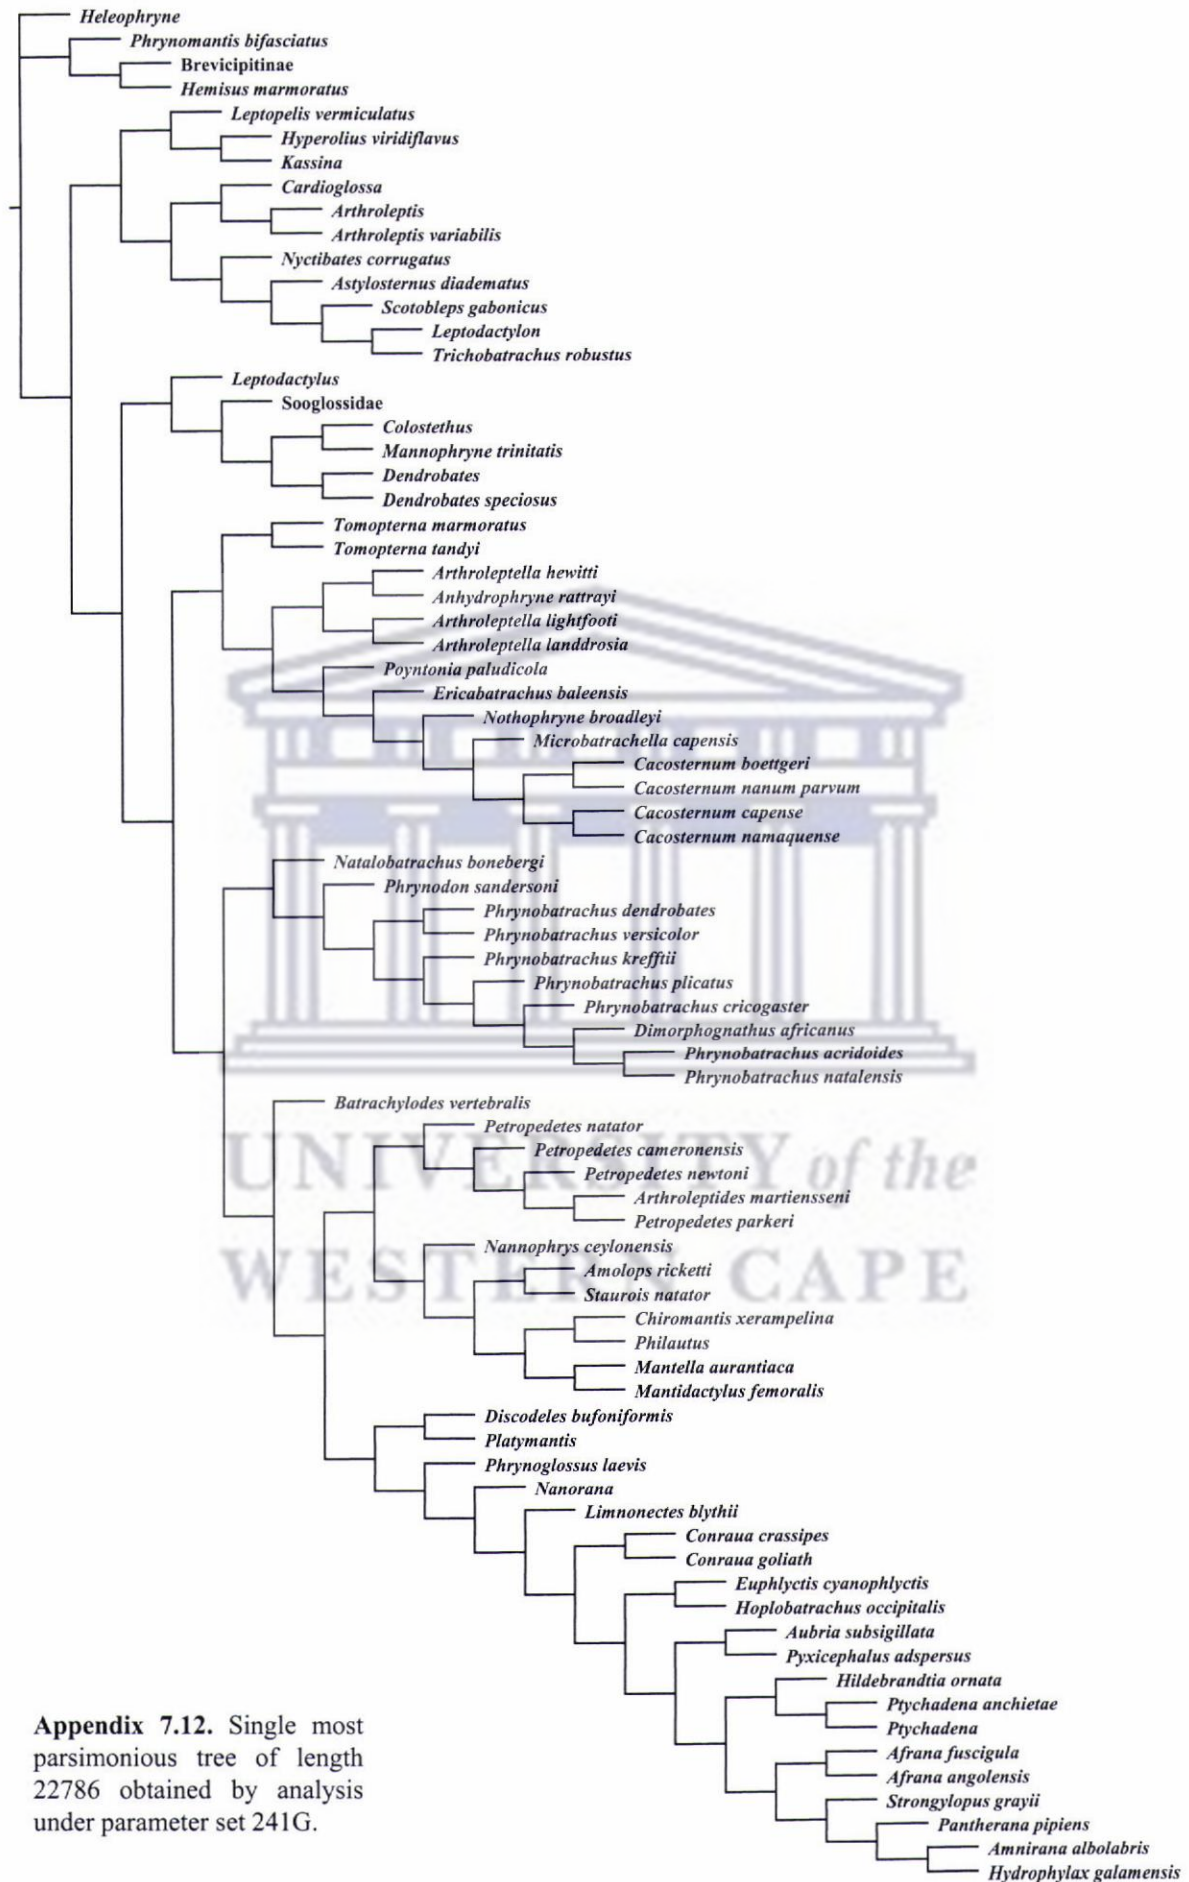 Heleophryne
Phrynomantis bifasciatus
Brevicipitinae
Hemisus marmoratus
Leptopelis vermiculatus
Hyperolius viridiflavus
Kassina
Cardioglossa
Arthroleptis
Arthroleptis variabilis
Nyctibates corrugatus
Astylosternus diadematus
Scotobleps gabonicus
Leptodactylon
Trichobatrachus robustus
Leptodactylus
Sooglossidae
Colostethus
Mannophryne trinitatis
Dendrobates
Dendrobates speciosus
Tomopterna marmoratus
Tomopterna tandyi
Arthroleptella hewitti
Anhydrophryne rattrayi
Arthroleptella lightfooti
Arthroleptella landdrosia
Poyntonia paludicola
Ericabatrachus baleensis
Nothophryne broadleyi
Microbatrachella capensis
Cacosternum boettgeri
Cacosternum nanum parvum
Cacosternum capense
Cacosternum namaquense
Natalobatrachus bonebergi
Phrynodon sandersoni
Phrynobatrachus dendrobates
Phrynobatrachus versicolor
Phrynobatrachus krefftii
Phrynobatrachus plicatus
Phrynobatrachus cricogaster
Dimorphognathus africanus
Phrynobatrachus acridoides
Phrynobatrachus natalensis
Batrachylodes vertebralis
Petropedetes natator
Petropedetes cameronensis
Petropedetes newtoni
Arthroleptides martiensseni
Petropedetes parkeri
Nannophrys ceylonensis
Amolops ricketti
Staurois natator
Chiromantis xerampelina
Philautus
Mantella aurantiaca
Mantidactylus femoralis
Discodeles bufoniformis
Platymantis
Phrynoglossus laevis
Nanorana
Limnonectes blythii
Conraua crassipes
Conraua goliath
Euphlyctis cyanophlyctis
Hoplobatrachus occipitalis
Aubria subsigillata
Pyxicephalus adspersus
Hildebrandtia ornata
Ptychadena anchietae
Ptychadena
Afrana fuscigula
Afrana angolensis
Strongylopus grayii
Pantherana pipiens
Amnirana albolabris
Hydrophylax galamensis
UNIVERSITY of the
WESTERN CAPE
Appendix 7.12. Single most
parsimonious tree of length
22786 obtained by analysis
under parameter set 241G.